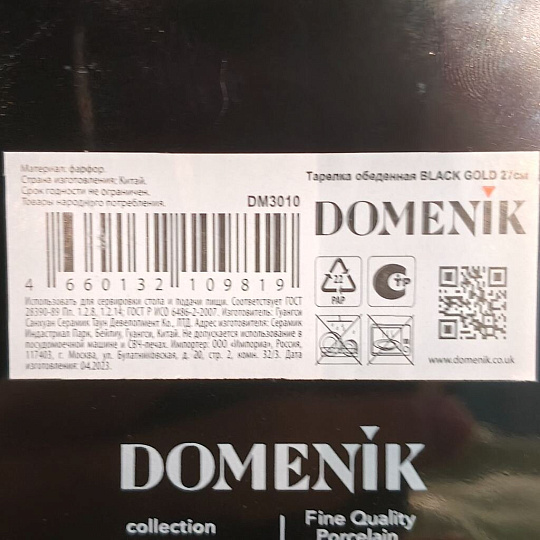 Материал: фарфор.
Страна изготовления: Китай.
Срок годности не ограничен.
Товары народного потребления.
DM3010
Тарелка обеденная BLACK GOLD 27см
DOMENIK
4 660132 109819
22
PAP
СТР
Использовать для сервировки стола и подачи пищи. Соответствует ГОСТ
28390-89 Пп. 1.2.8, 1.2.14; ГОСТ Р ИСО 6486-2-2007. Изготовитель: Гуангси
Санхуан Серамик Таун Девелопмент Ко., ЛТД. Адрес изготовителя: Серамик
Индастриал Парк, Бейлиу, Гуангси, Китай. Не допускается использование в
посудомоечной машине и СВЧ-печах. Импортер: ООО «Импория», Россия,
117403, г. Москва, ул. Булатниковская, д. 20, стр. 2, комн. 32/3. Дата
изготовления: 04.2023.
www.domenik.co.uk
DOMENIK
collection
Fine Quality
Porcelain